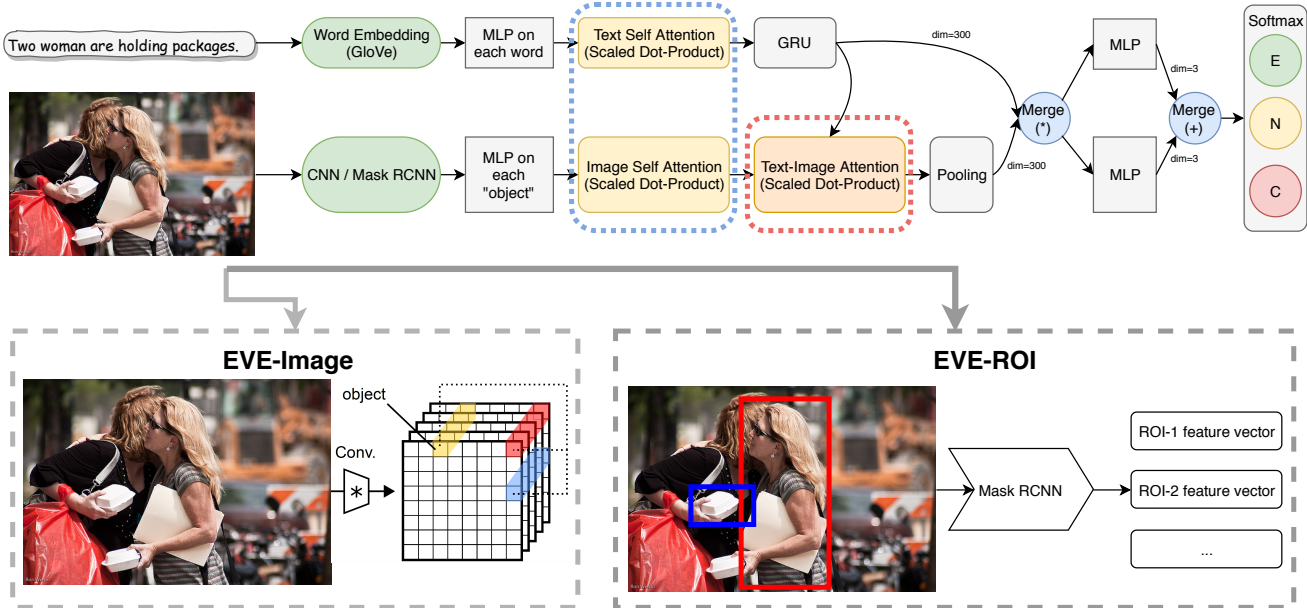 Two woman are holding packages.
Word Embedding
(GloVe)
MLP on
each word
Text Self Attention
(Scaled Dot-Product)
GRU
dim=300
MLP
dim=3
Softmax
E
N
C
Merge
(*)
Merge
(+)
CNN / Mask RCNN
MLP on
each
"object"
Image Self Attention
(Scaled Dot-Product)
Text-Image Attention
(Scaled Dot-Product)
Pooling
dim=300
MLP
dim=3
EVE-Image
object
Conv.
*
EVE-ROI
Mask RCNN
ROI-1 feature vector
ROI-2 feature vector
...